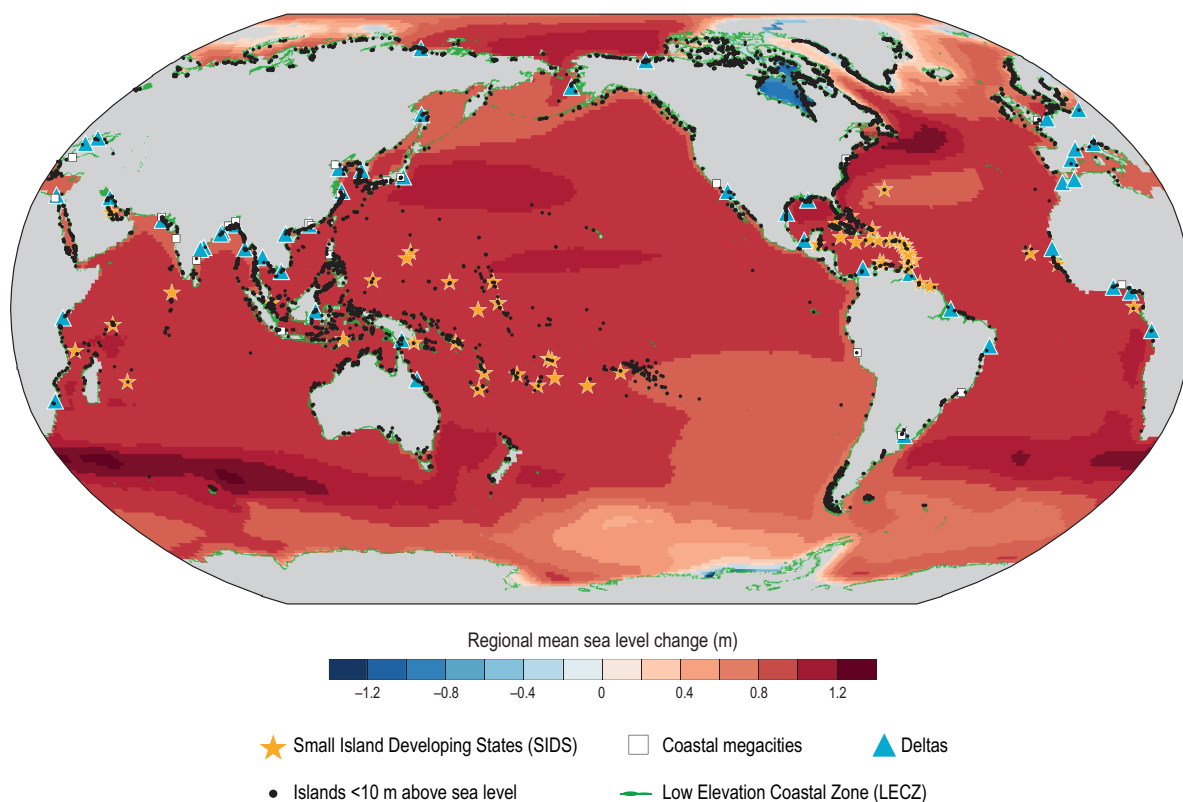 Regional mean sea level change (m)
–1.2 –0.8 –0.4 0 0.4 0.8 1.2
Small Island Developing States (SIDS) Coastal megacities Deltas
Islands <10 m above sea level Low Elevation Coastal Zone (LECZ)